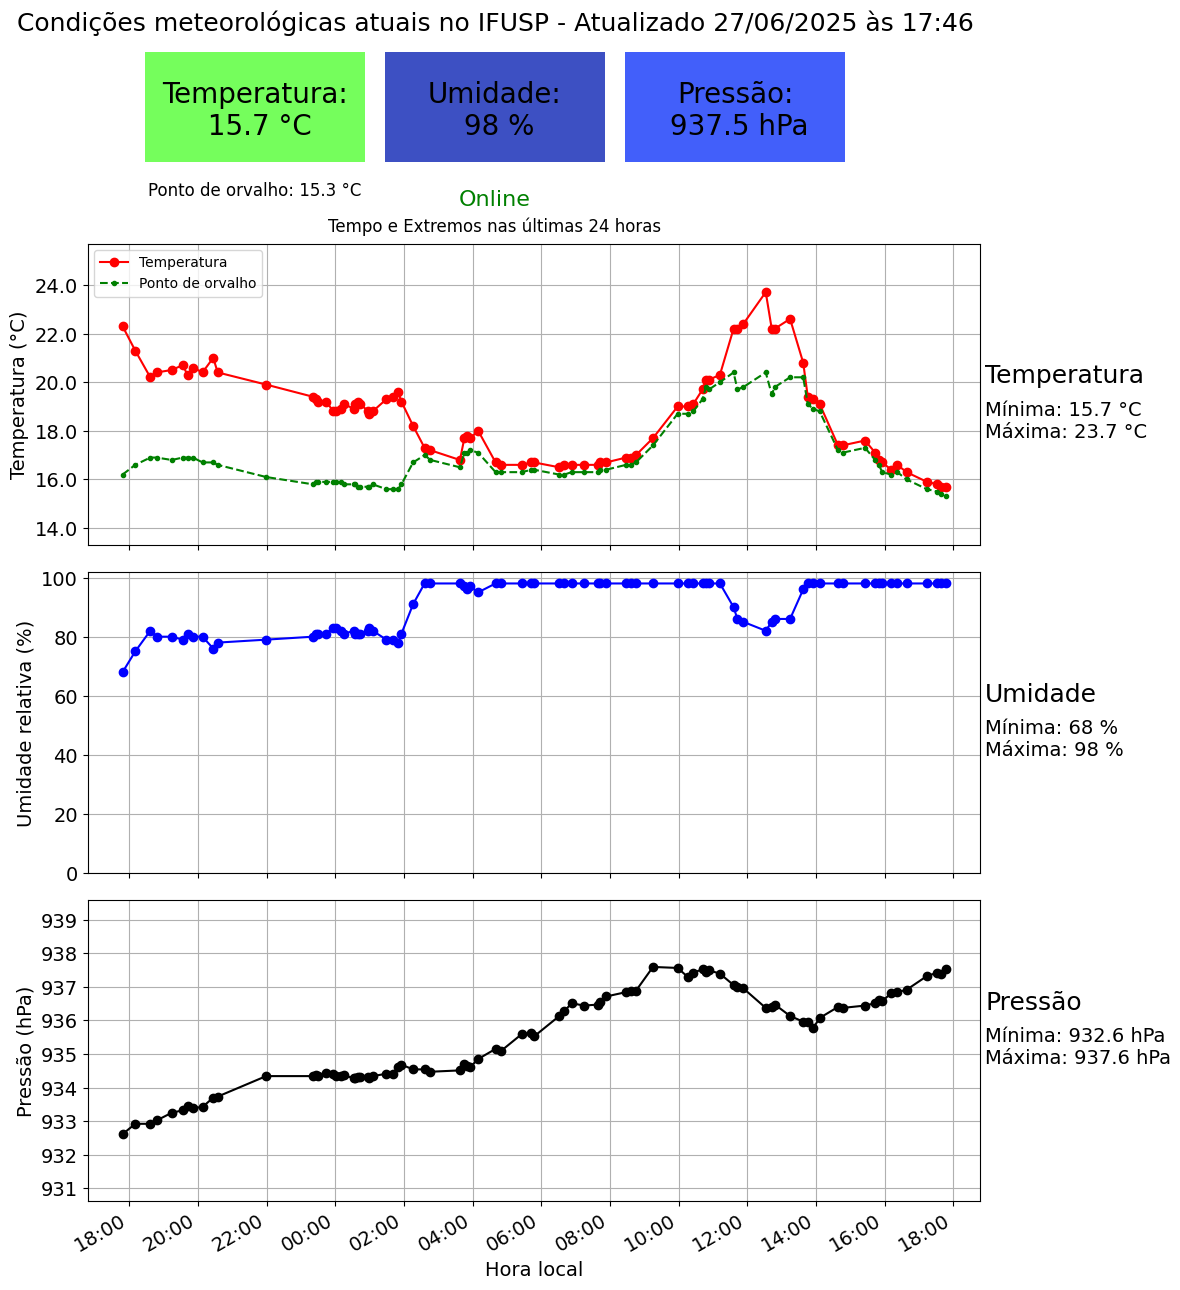 Condições meteorológicas atuais no IFUSP - Atualizado 27/06/2025 às 17:46
Temperatura:
15.7 °C
Umidade:
98 %
Pressão:
937.5 hPa
Ponto de orvalho: 15.3 °C
Online
Tempo e Extremos nas últimas 24 horas
Temperatura
Ponto de orvalho
Temperatura (°C)
24.0
22.0
20.0
18.0
16.0
14.0
Temperatura
Mínima: 15.7 °C
Máxima: 23.7 °C
Umidade relativa (%)
100
80
60
40
20
0
Umidade
Mínima: 68 %
Máxima: 98 %
Pressão (hPa)
939
938
937
936
935
934
933
932
931
Pressão
Mínima: 932.6 hPa
Máxima: 937.6 hPa
18:00
20:00
22:00
00:00
02:00
04:00
06:00
08:00
10:00
12:00
14:00
16:00
18:00
Hora local